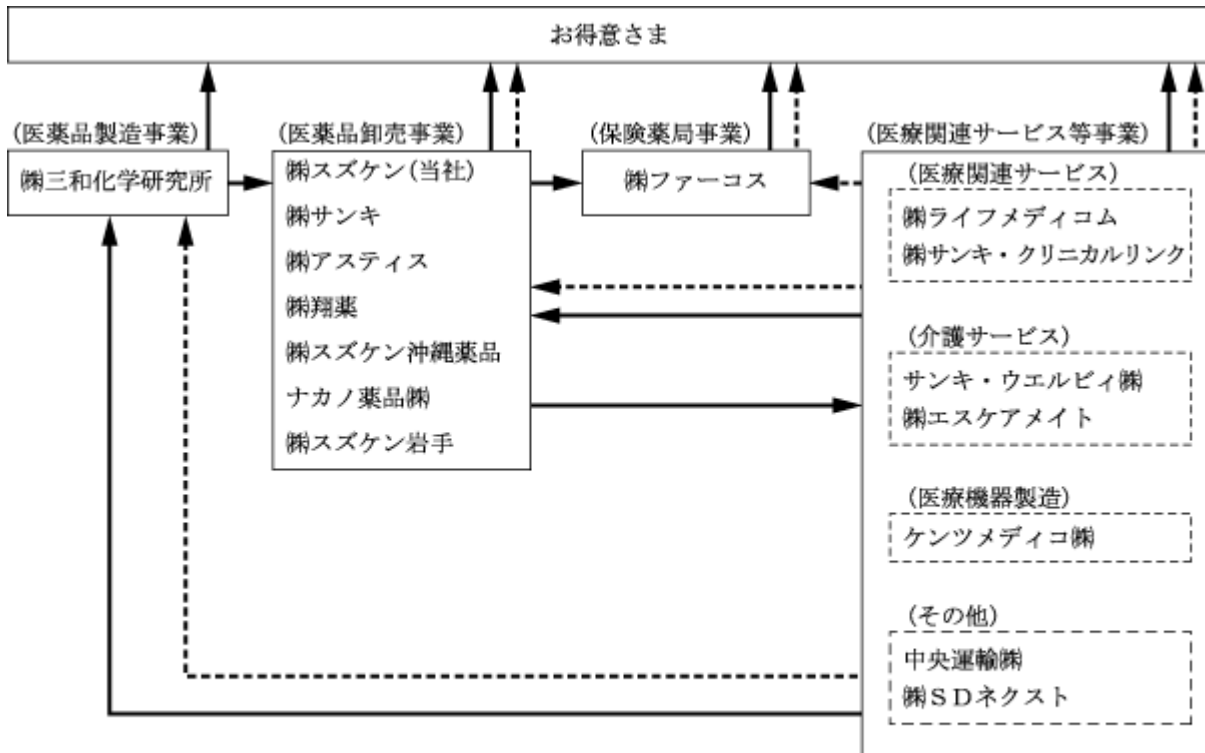 お得意さま
(医薬品製造事業)
㈱三和化学研究所
(医薬品卸売事業)
㈱スズケン(当社)
㈱サンキ
㈱アスティス
㈱翔薬
㈱スズケン沖縄薬品
ナカノ薬品㈱
㈱スズケン岩手
(保険薬局事業)
㈱ファーコス
(医療関連サービス等事業)
(医療関連サービス)
㈱ライフメディコム
㈱サンキ・クリニカルリンク
(介護サービス)
サンキ・ウエルビィ㈱
㈱エスケアメイト
(医療機器製造)
ケンツメディコ㈱
(その他)
中央運輸㈱
㈱ＳＤネクスト